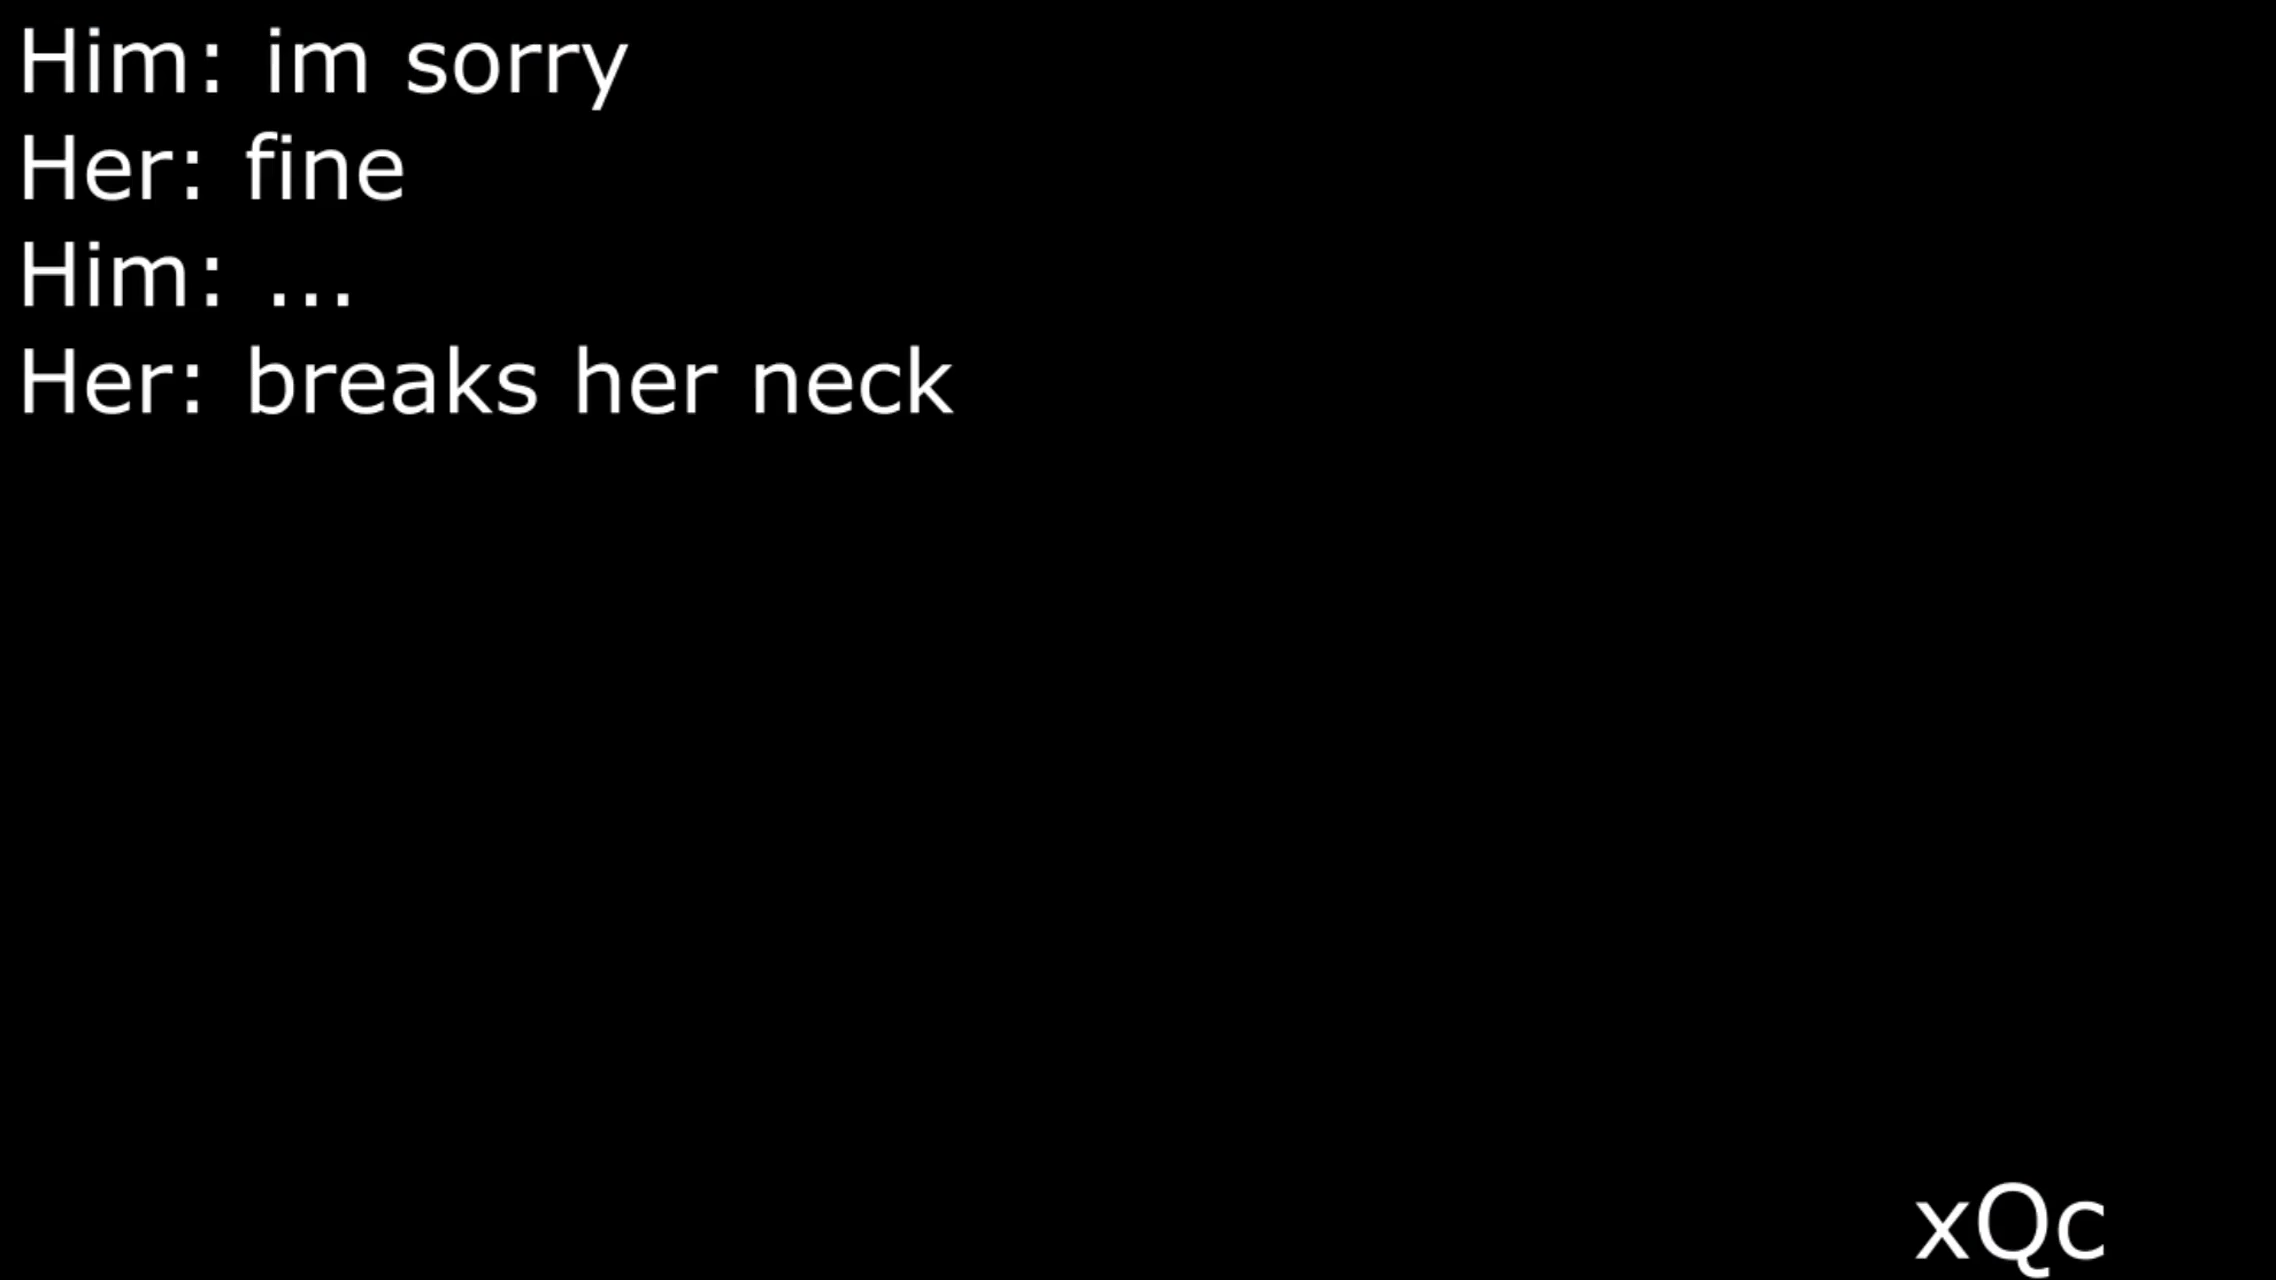 Him: im sorry
Her: fine
Him: ...
Her: breaks her neck
xQc